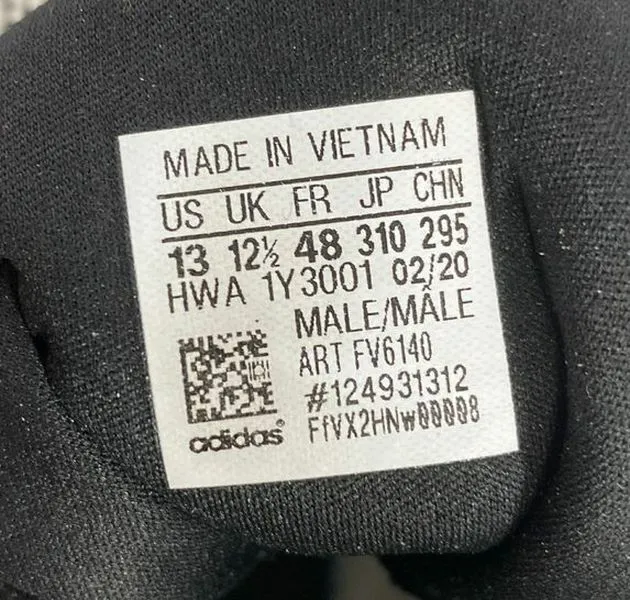 MADE IN VIETNAM
US UK FR JP CHN
13 12½ 48 310 295
HWA 1Y3001 02/20
MALE/MÂLE
ART FV6140
#124931312
FfVX2HNw00008
adidas®